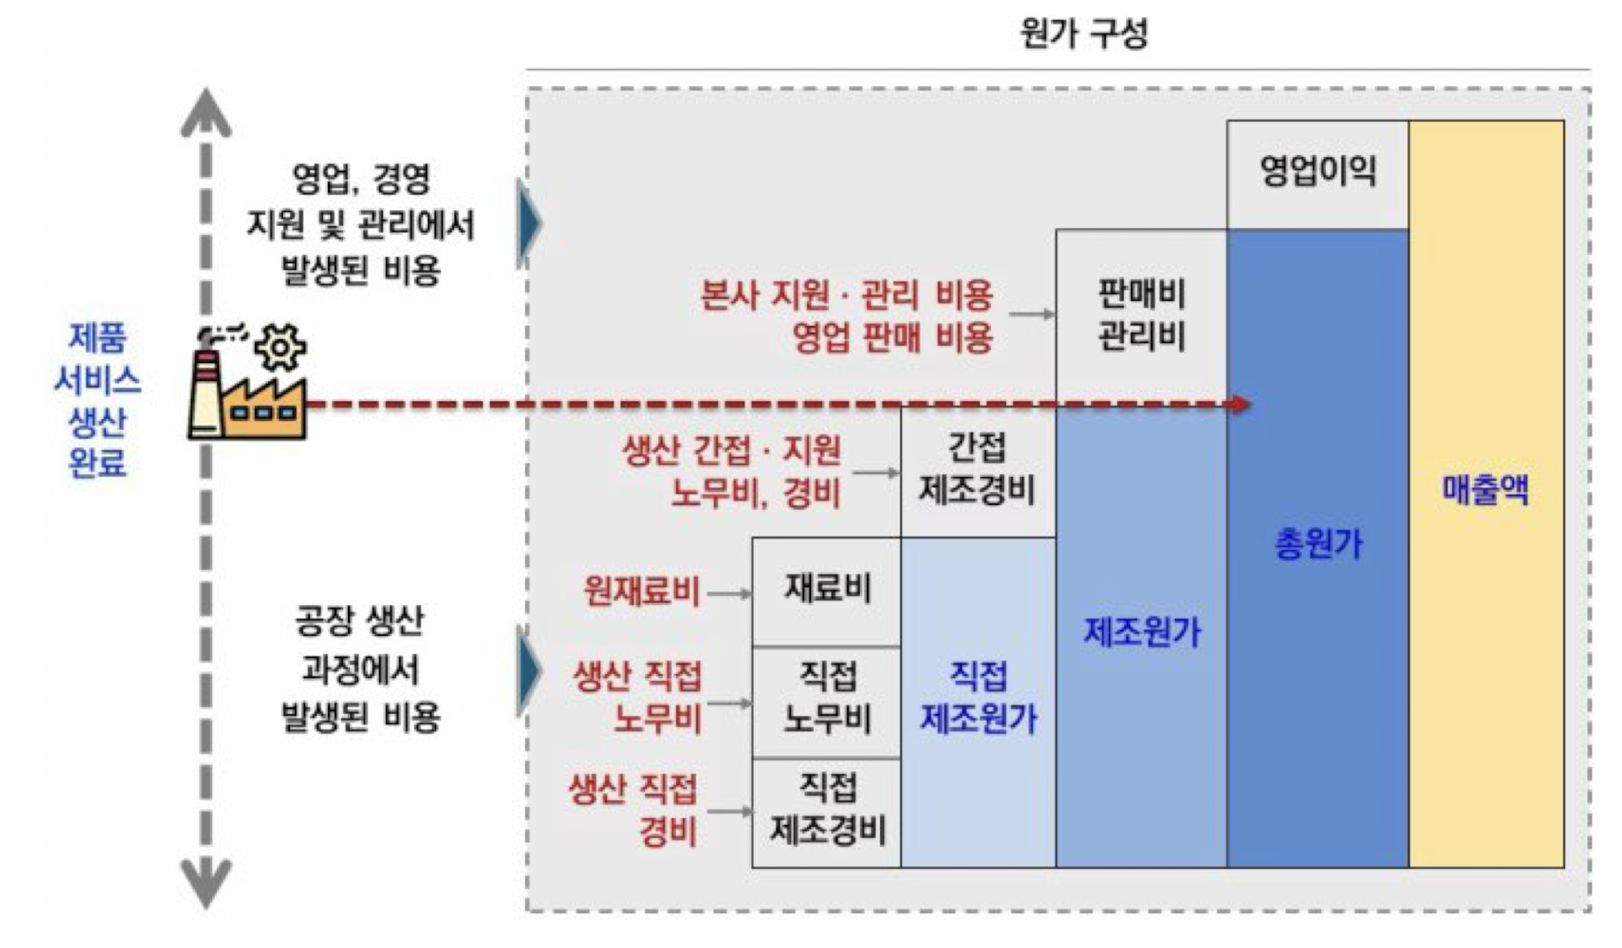 원가 구성
영업, 경영
지원 및 관리에서
발생된 비용
제품
서비스
생산
완료
공장 생산
과정에서
발생된 비용
영업이익
본사 지원 · 관리 비용
영업 판매 비용
판매비
관리비
생산 간접 · 지원
노무비, 경비
간접
제조경비
원재료비
재료비
생산 직접
노무비
직접
노무비
생산 직접
경비
직접
제조경비
직접
제조원가
제조원가
총원가
매출액